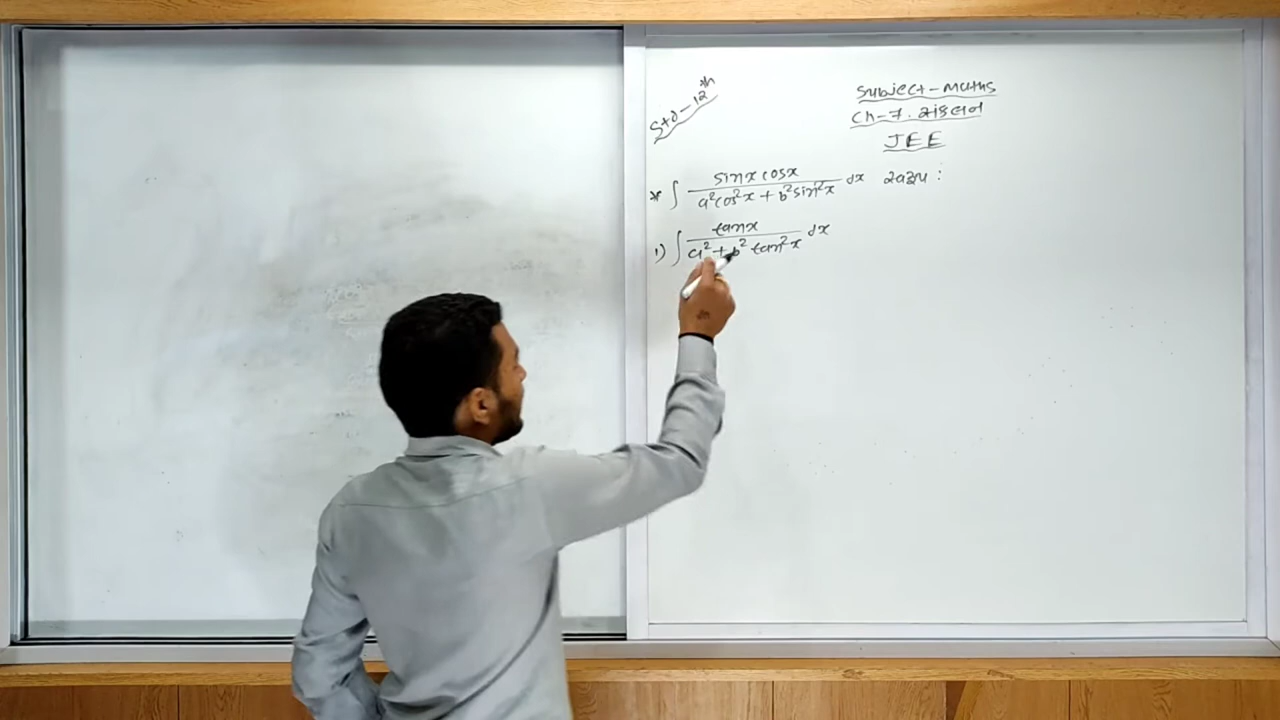 Std-12th
Subject-Maths
Ch-7. સંકલન
JEE
* ∫ sinx cosx / a²cos²x + b²sin²x dx સ્વરૂપ :
1) ∫ tanx / a² + b² tan²x dx